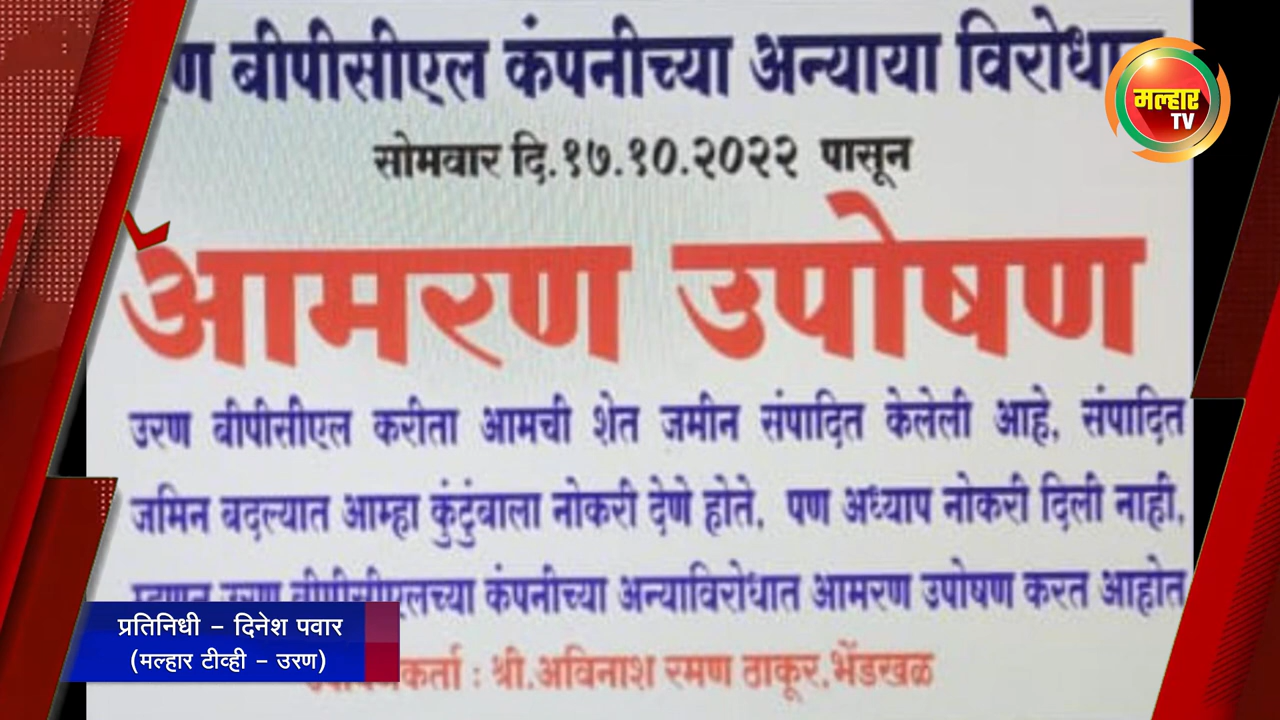 बीपीसीएल कंपनीच्या अन्याया
मल्हार
TV
सोमवार दि.१७.१०.२०२२ पासून
आमरण उपोषण
उरण बीपीसीएल करीता आमची शेत जमीन संपादित केलेली आहे. संपादित
जमिन बदल्यात आम्हा कुंटुंबाला नोकरी देणे होते. पण अध्याप नोकरी दिली नाही.
कंपनीच्या अन्याविरोधात आमरण उपोषण करत आहोत
श्री.अविनाश रमण ठाकूर.भेंडखळ
प्रतिनिधी – दिनेश पवार
(मल्हार टीव्ही – उरण)